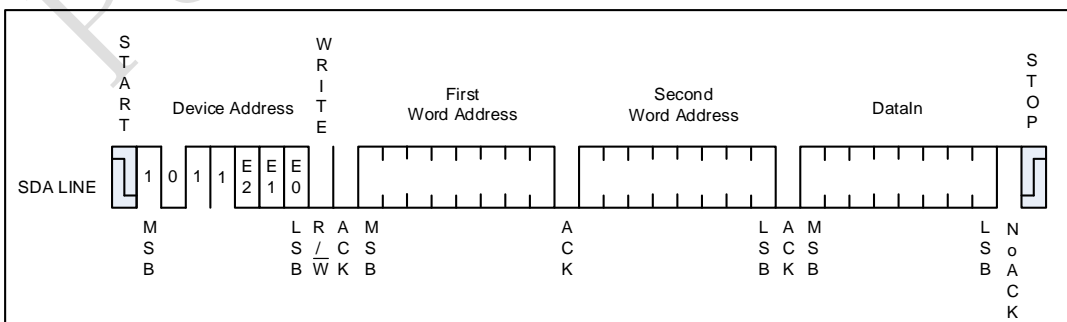 START
WRITE
STOP
Device Address
First
Word Address
Second
Word Address
DataIn
SDA LINE
1 0 1 1 E2 E1 E0
MSB
LSB
R/W
ACK
MSB
ACK
LSB
ACK
MSB
LSB
NoACK